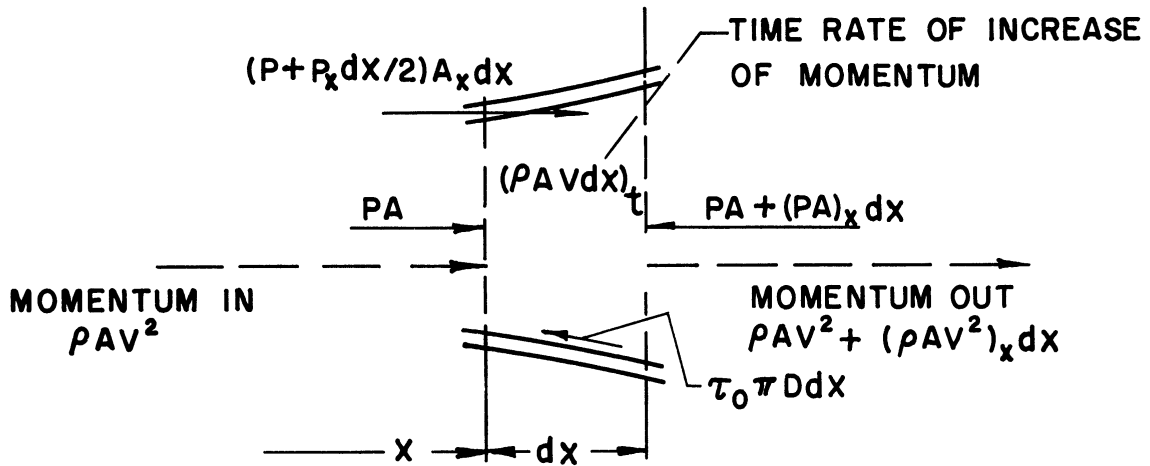 TIME RATE OF INCREASE
OF MOMENTUM
(P+PₓdX/2)AₓdX
(ρAVdX)ₜ
PA
PA+(PA)ₓdX
MOMENTUM IN
ρAV²
MOMENTUM OUT
ρAV²+(ρAV²)ₓdX
τ₀πDdX
X
dX